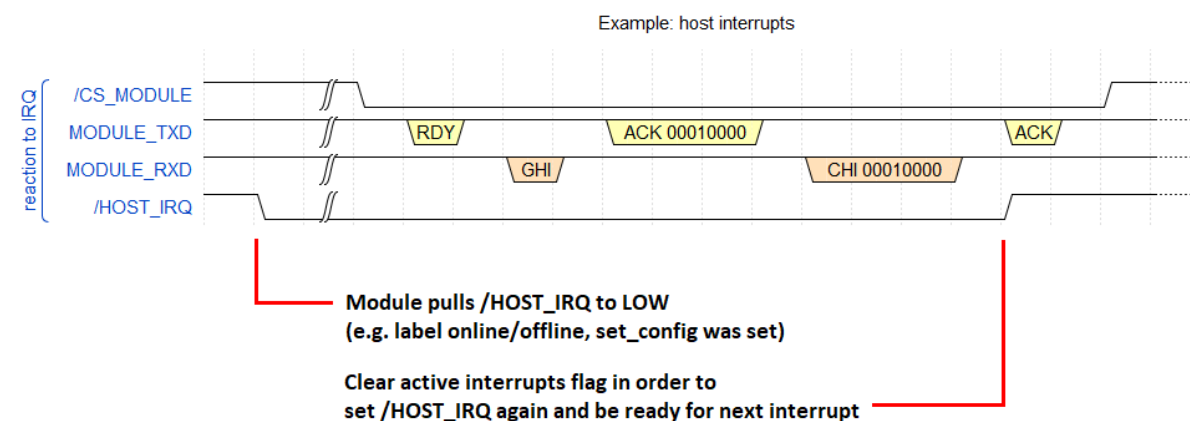 Example: host interrupts
reaction to IRQ
/CS_MODULE
MODULE_TXD
RDY
ACK 00010000
ACK
MODULE_RXD
GHI
CHI 00010000
/HOST_IRQ
Module pulls /HOST_IRQ to LOW
(e.g. label online/offline, set_config was set)
Clear active interrupts flag in order to
set /HOST_IRQ again and be ready for next interrupt